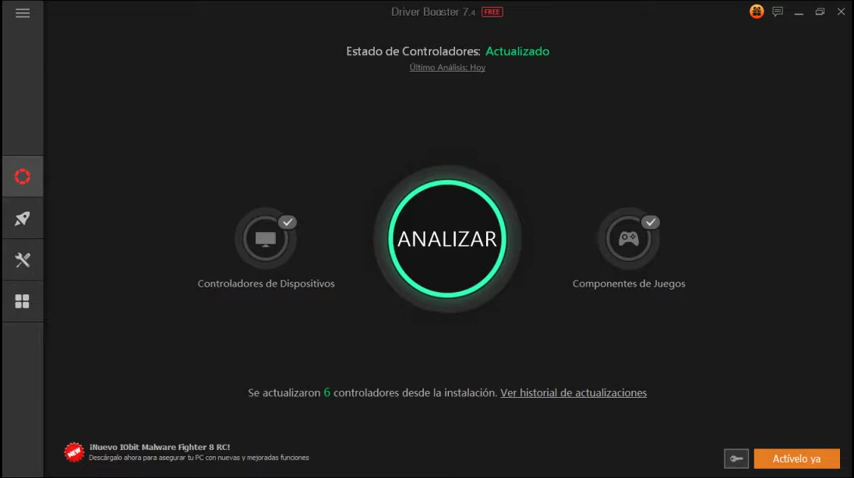 Driver Booster 7.4 FREE
Estado de Controladores: Actualizado
Último Análisis: Hoy
ANALIZAR
Controladores de Dispositivos
Componentes de Juegos
Se actualizaron 6 controladores desde la instalación. Ver historial de actualizaciones
NEW
¡Nuevo IObit Malware Fighter 8 RC!
Descárgalo ahora para asegurar tu PC con nuevas y mejoradas funciones
Actívelo ya